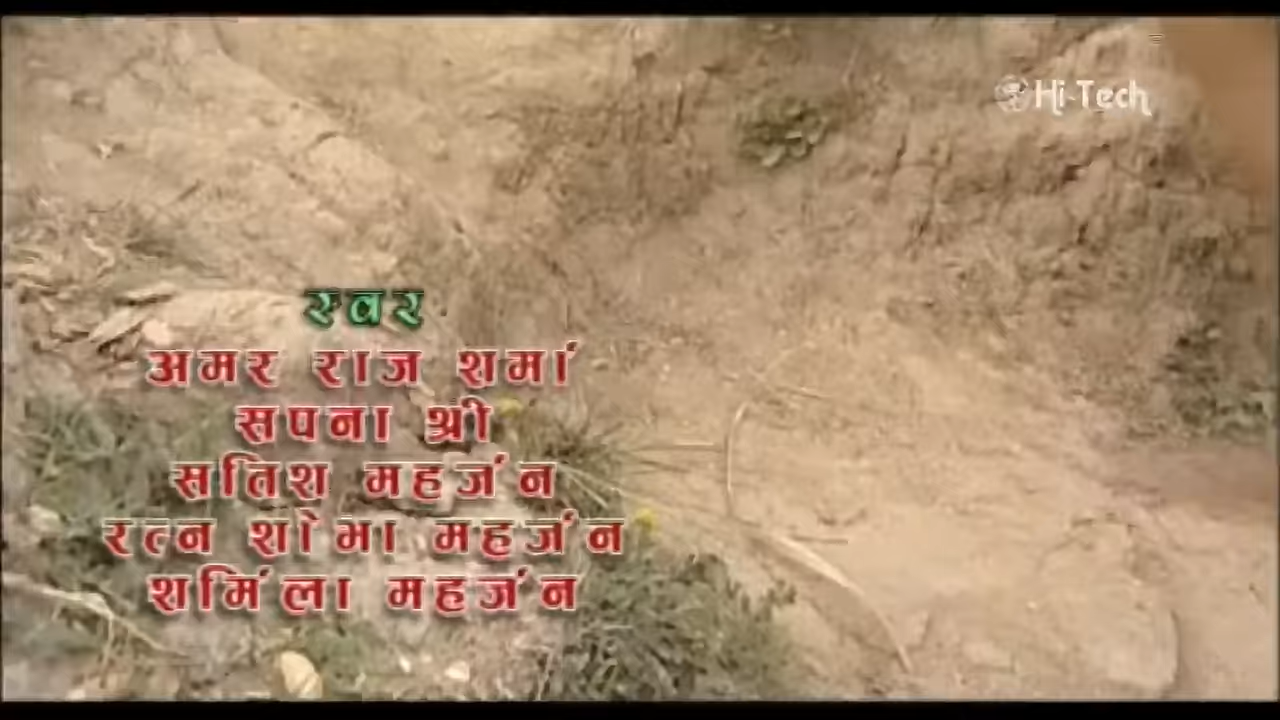 Hi-Tech
स्वर
अमर राज शर्मा
सपना श्री
सतिश महर्जन
रत्न शोभा महर्जन
शर्मिला महर्जन